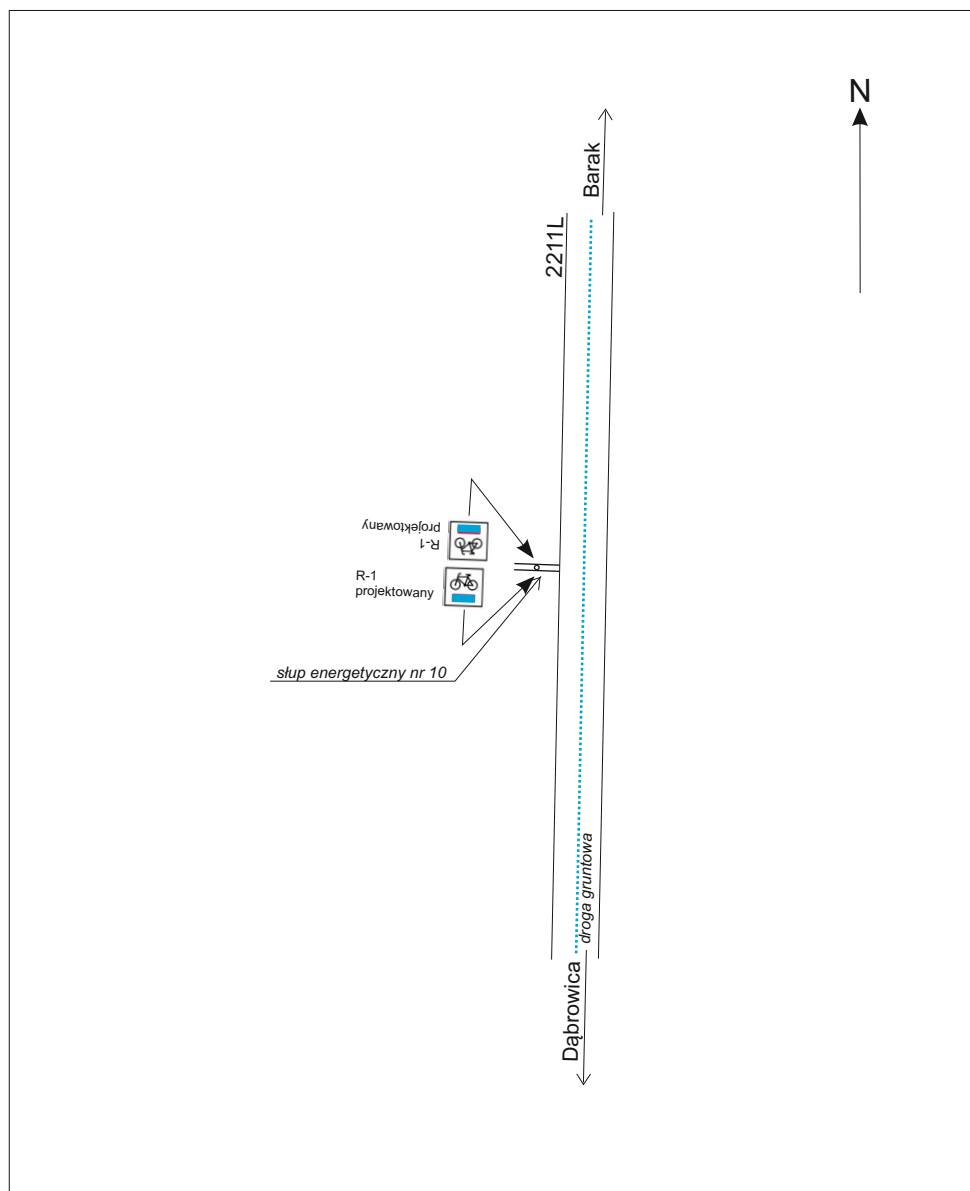 N
Barak
2211L
R-1
projektowany
R-1
projektowany
słup energetyczny nr 10
droga gruntowa
Dąbrowica